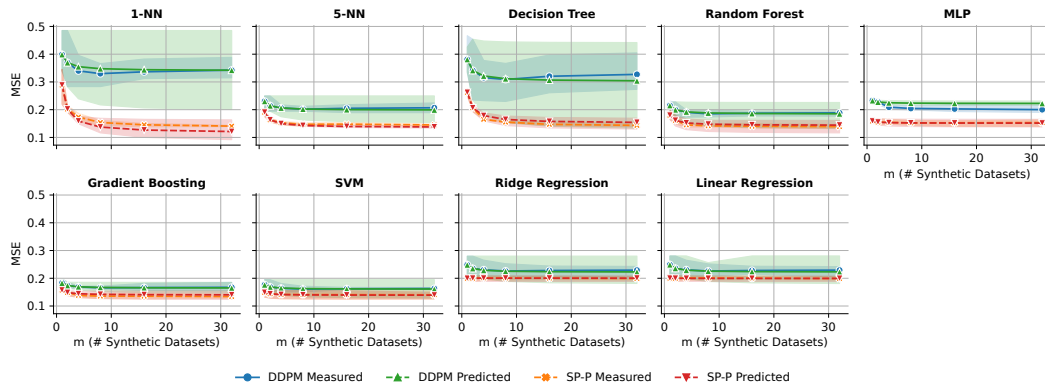 1-NN
5-NN
Decision Tree
Random Forest
MLP
0.5
0.4
0.3
0.2
0.1
MSE
0
10
20
30
m (# Synthetic Datasets)
Gradient Boosting
SVM
Ridge Regression
Linear Regression
0.5
0.4
0.3
0.2
0.1
MSE
0
10
20
30
m (# Synthetic Datasets)
0
10
20
30
m (# Synthetic Datasets)
0
10
20
30
m (# Synthetic Datasets)
0
10
20
30
m (# Synthetic Datasets)
DDPM Measured
DDPM Predicted
SP-P Measured
SP-P Predicted